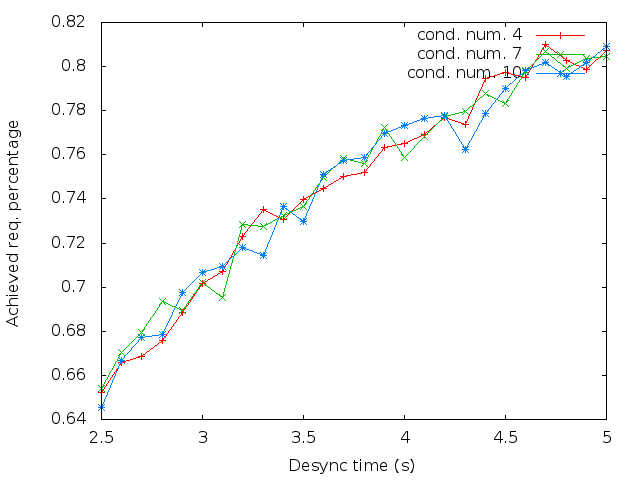 0.82
0.8
0.78
0.76
0.74
0.72
0.7
0.68
0.66
0.64
2.5 3 3.5 4 4.5 5
Achieved req. percentage
Desync time (s)
cond. num. 4
cond. num. 7
cond. num. 10